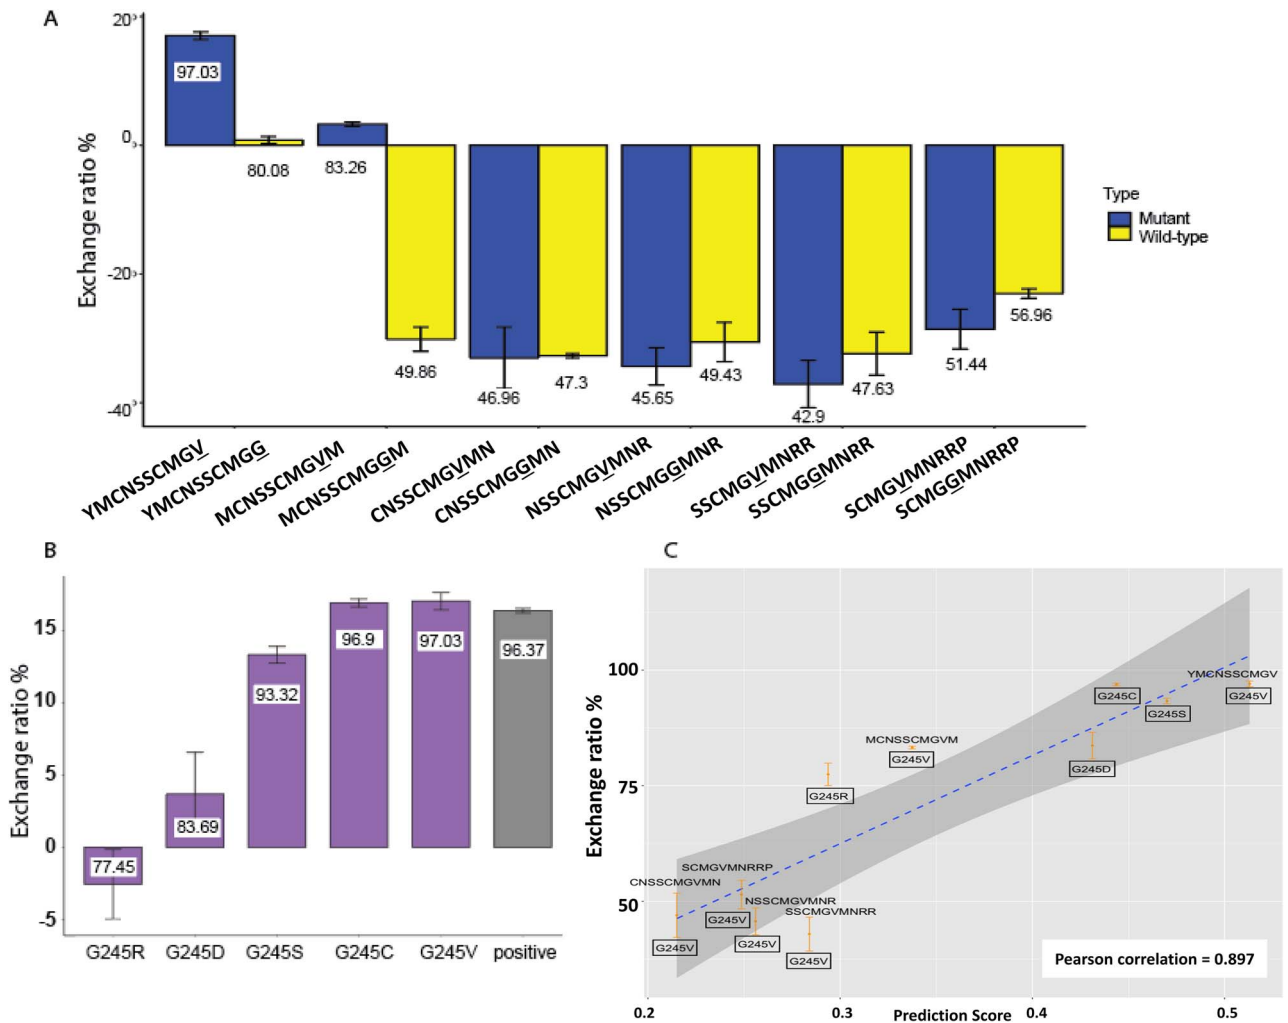 A
Exchange ratio %
20
0
-20
-40
97.03
80.08
83.26
49.86
46.96
47.3
45.65
49.43
42.9
47.63
51.44
56.96
Type
Mutant
Wild-type
YMCNSSCMGV
YMCNSSCMGG
MCNSSCMGVM
MCNSSCMGGM
CNSSCMGVMN
CNSSCMGGMN
NSSCMGVMNR
NSSCMGGMNR
SSCMGVMNRR
SSCMGGMNRR
SCMGVMNRRP
SCMGGMNRRP
B
Exchange ratio %
15
10
5
0
-5
77.45
83.69
93.32
96.9
97.03
96.37
G245R
G245D
G245S
G245C
G245V
positive
C
Exchange ratio %
100
75
50
YMCNSSCMGV
G245V
G245C
G245S
G245D
MCNSSCMGVM
G245V
G245R
SCMGVMNRRP
CNSSCMGVMN
NSSCMGVMNR
SSCMGVMNRR
G245V
G245V
G245V
G245V
Pearson correlation = 0.897
0.2
0.3
0.4
0.5
Prediction Score